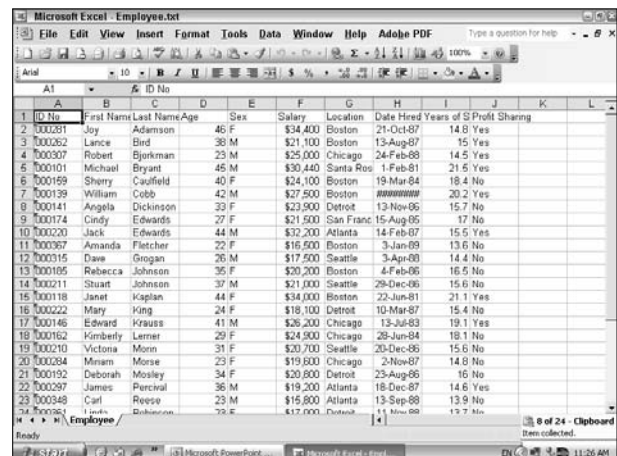 Microsoft Excel - Employee.txt
File Edit View Insert Format Tools Data Window Help Adobe PDF Type a question for help
100%
Arial 10 B I U $ % ,
A1 fx ID No
A B C D E F G H I J K L
1 ID No First Name Last Name Age Sex Salary Location Date Hired Years of S Profit Sharing
2 000281 Joy Adamson 46 F $34,400 Boston 21-Oct-87 14.8 Yes
3 000262 Lance Bird 38 M $21,100 Boston 13-Aug-87 15 Yes
4 000307 Robert Bjorkman 23 M $25,000 Chicago 24-Feb-88 14.5 Yes
5 000101 Michael Bryant 45 M $30,440 Santa Ros 1-Feb-81 21.5 Yes
6 000159 Sherry Caulfield 40 F $24,100 Boston 19-Mar-84 18.4 No
7 000139 William Cobb 42 M $27,500 Boston ######## 20.2 Yes
8 000141 Angela Dickinson 33 F $23,900 Detroit 13-Nov-86 15.7 No
9 000174 Cindy Edwards 27 F $21,500 San Franc 15-Aug-85 17 No
10 000220 Jack Edwards 44 M $32,200 Atlanta 14-Feb-87 15.5 Yes
11 000367 Amanda Fletcher 22 F $16,500 Boston 3-Jan-89 13.6 No
12 000315 Dave Grogan 26 M $17,500 Seattle 3-Apr-88 14.4 No
13 000185 Rebecca Johnson 35 F $20,200 Boston 4-Feb-86 16.5 No
14 000211 Stuart Johnson 37 M $21,000 Seattle 29-Dec-86 15.6 No
15 000118 Janet Kaplan 44 F $34,000 Boston 22-Jun-81 21.1 Yes
16 000222 Mary King 24 F $18,100 Detroit 10-Mar-87 15.4 No
17 000146 Edward Krauss 41 M $26,200 Chicago 13-Jul-83 19.1 Yes
18 000162 Kimberly Lerner 29 F $24,900 Chicago 28-Jun-84 18.1 No
19 000210 Victoria Morin 31 F $20,700 Seattle 20-Dec-86 15.6 No
20 000284 Miriam Morse 23 F $19,600 Chicago 2-Nov-87 14.8 No
21 000192 Deborah Mosley 34 F $20,800 Detroit 23-Aug-86 16 No
22 000297 James Percival 36 M $19,200 Atlanta 18-Dec-87 14.6 Yes
23 000348 Carl Reese 23 M $15,800 Atlanta 13-Sep-88 13.9 No
24 000361 Linda Robinson $17,000 Detroit 11-Nov-88 13.7 No
Employee
8 of 24 - Clipboard
Item collected.
Ready
start Microsoft PowerPoint ... Microsoft Excel - Empl... EN 11:26 AM